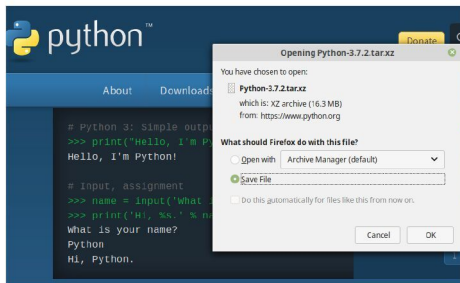 python™
Donate
About
Downloads
# Python 3: Simple outpu
>>> print("Hello, I'm P
Hello, I'm Python!
# Input, assignment
>>> name = input('What
>>> print('Hi, %s.' % na
What is your name?
Python
Hi, Python.
Opening Python-3.7.2.tar.xz
You have chosen to open:
Python-3.7.2.tar.xz
which is: XZ archive (16.3 MB)
from: https://www.python.org
What should Firefox do with this file?
Open with Archive Manager (default)
Save File
Do this automatically for files like this from now on.
Cancel OK